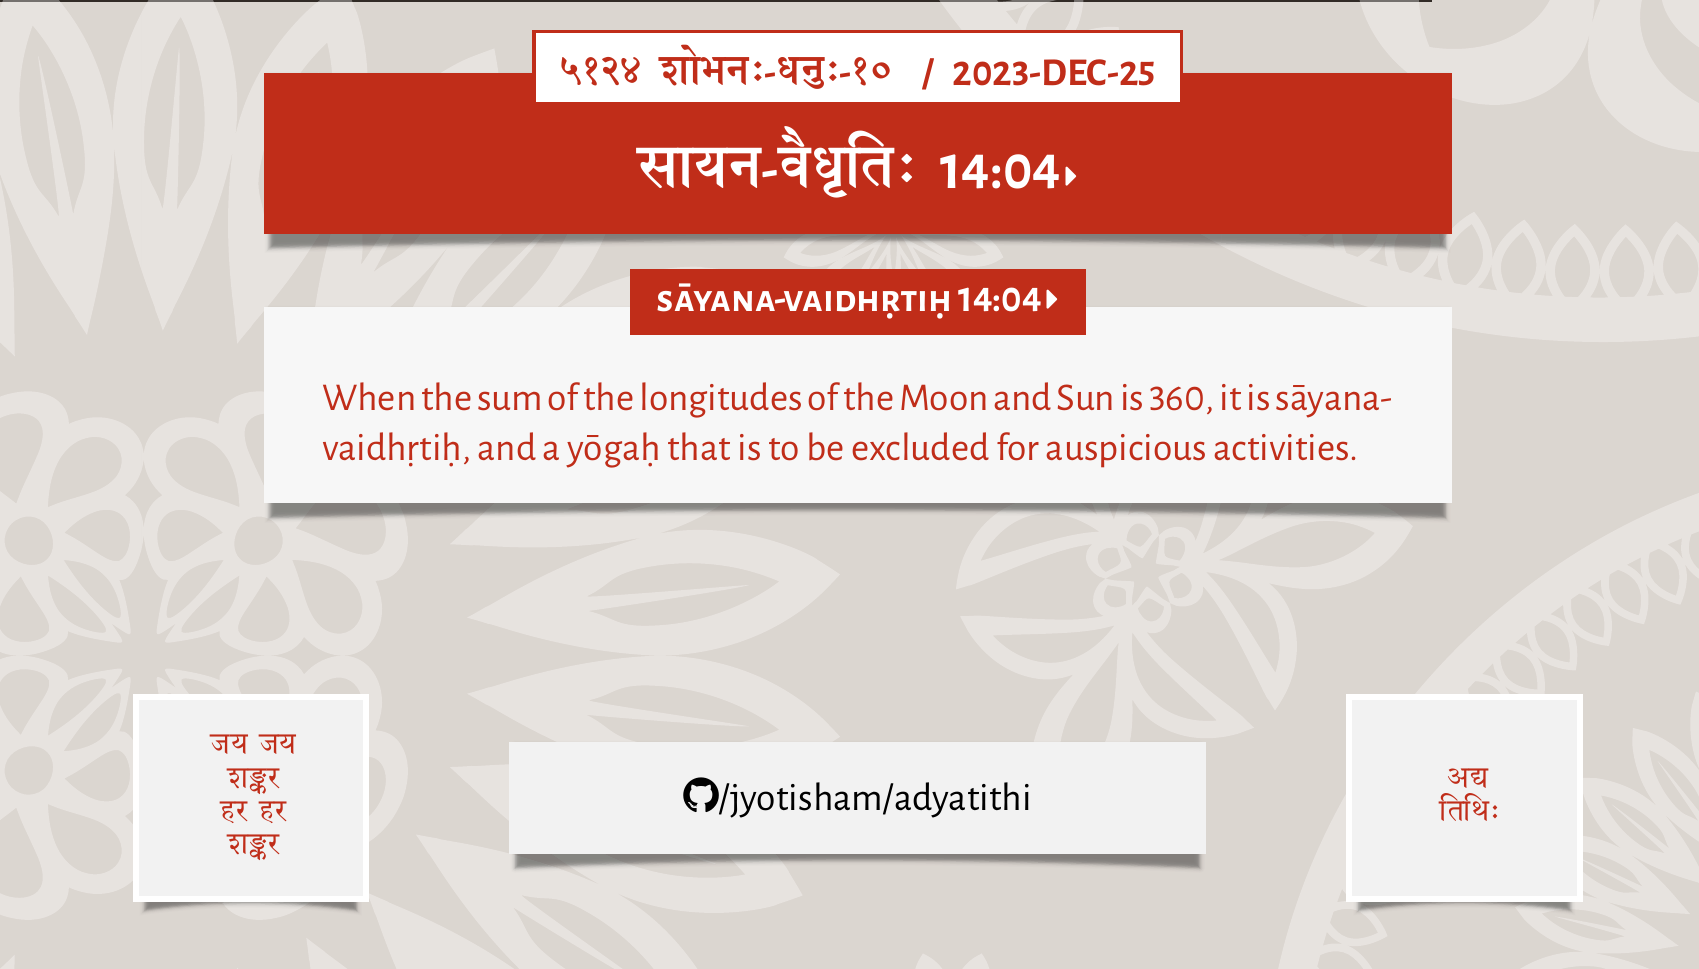 ५१२४ शोभनः-धनुः-१० / 2023-DEC-25
सायन-वैधृतिः 14:04▸
SĀYANA-VAIDHṚTIḤ 14:04▸
When the sum of the longitudes of the Moon and Sun is 360, it is sāyana-
vaidhṛtiḥ, and a yōgaḥ that is to be excluded for auspicious activities.
जय जय
शङ्कर
हर हर
शङ्कर
/jyotisham/adyatithi
अद्य
तिथिः